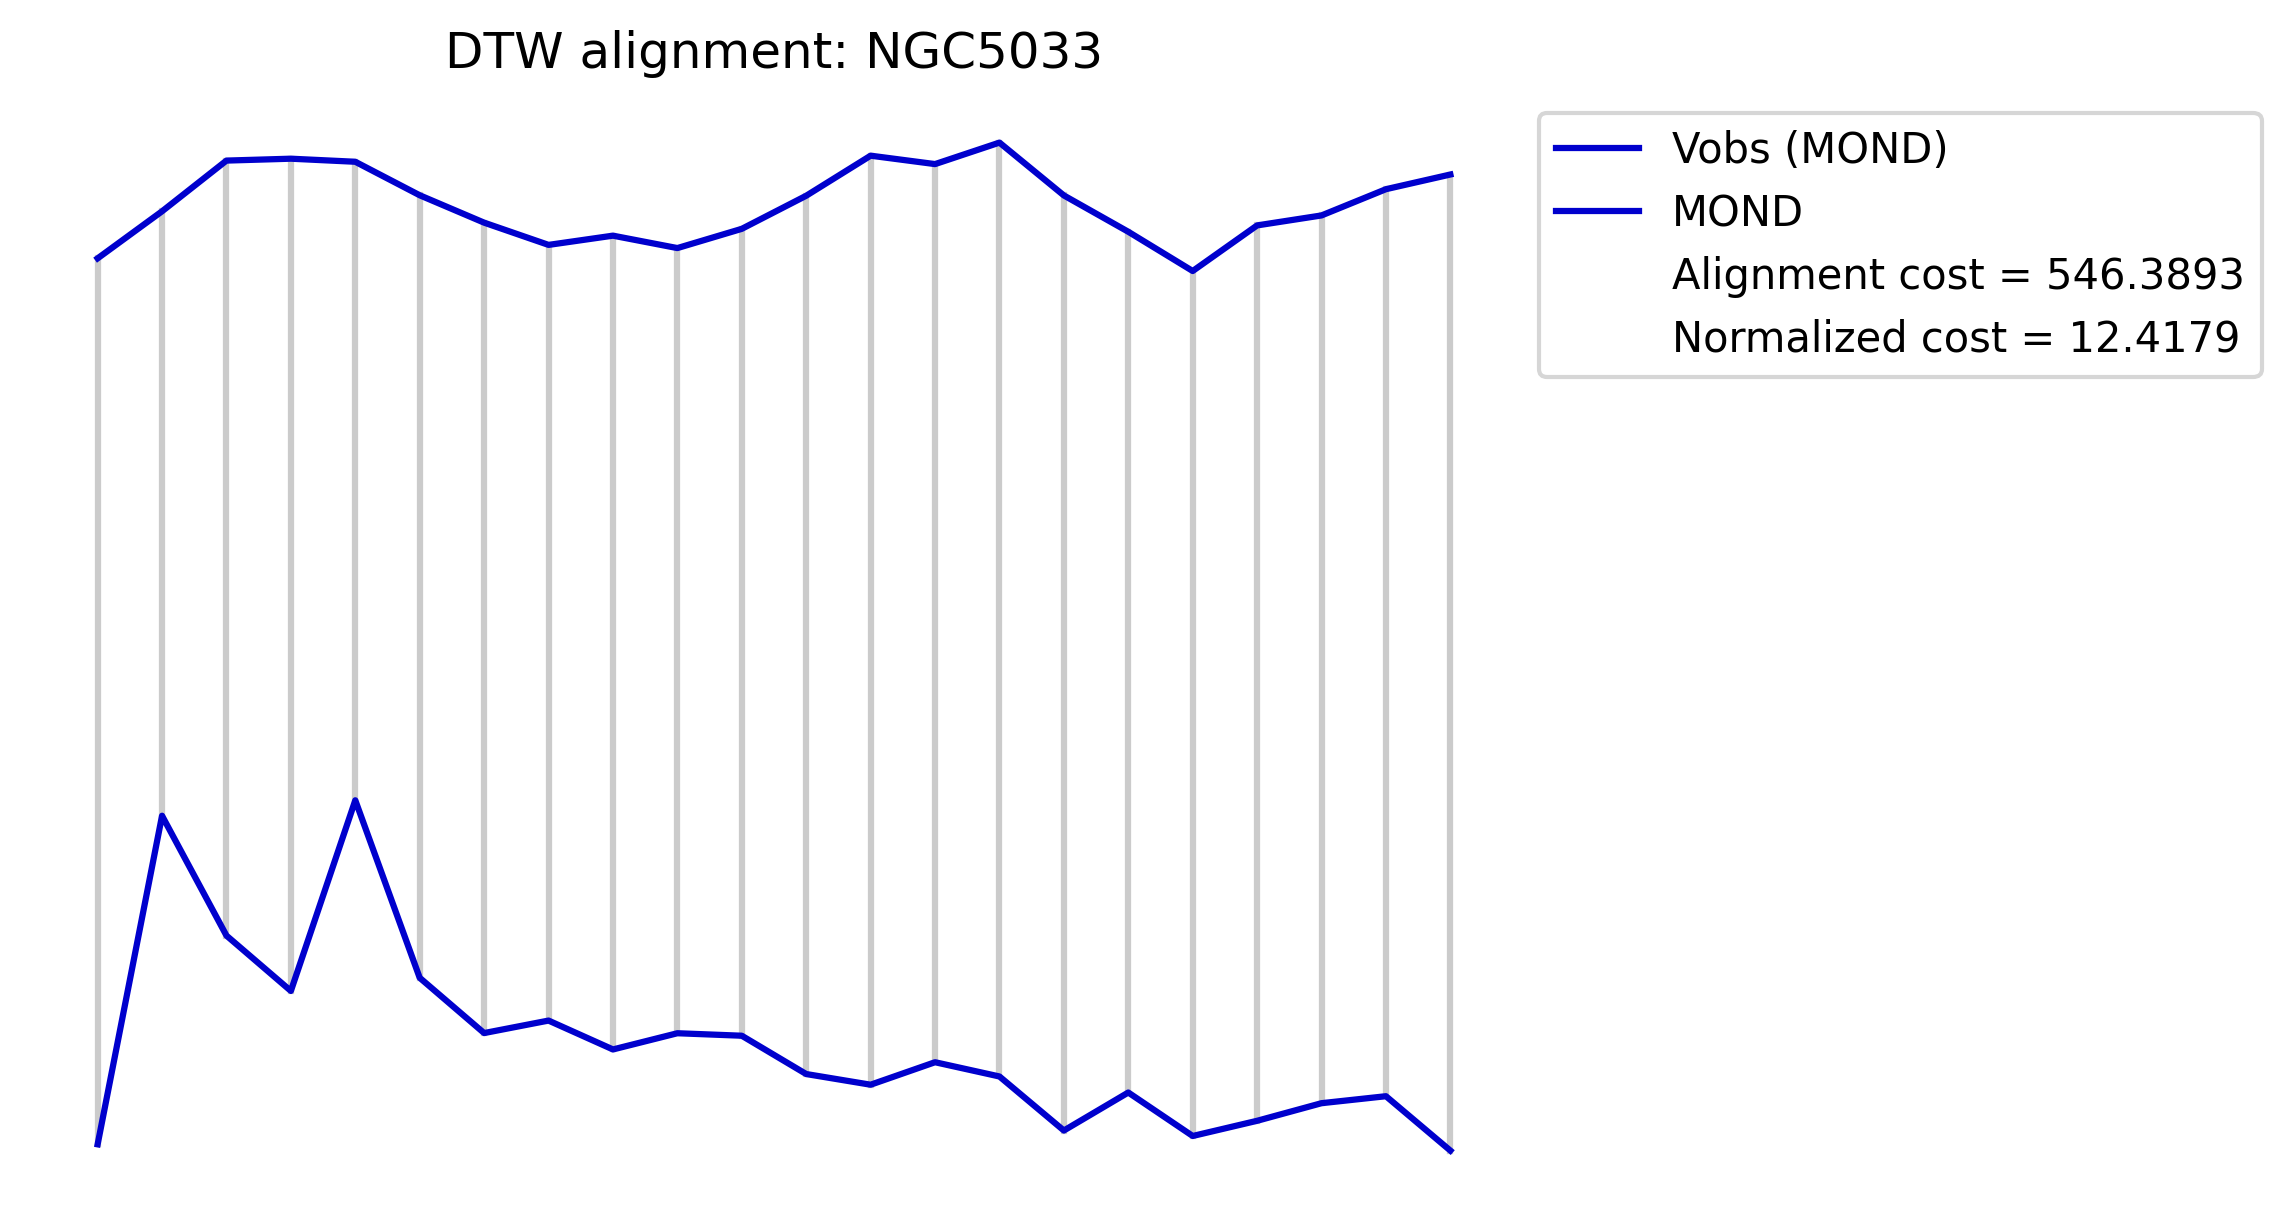 DTW alignment: NGC5033
Vobs (MOND)
MOND
Alignment cost = 546.3893
Normalized cost = 12.4179